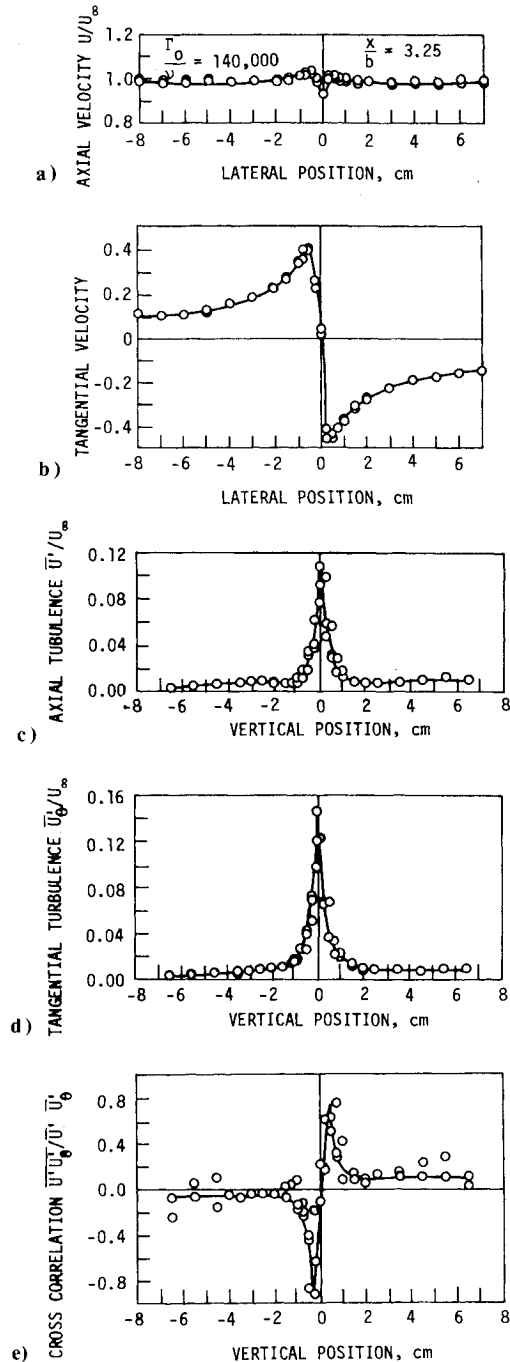 a)
AXIAL VELOCITY U/U∞
1.2
1.0
0.8
Γo/ν = 140,000
x/b = 3.25
-8 -6 -4 -2 0 2 4 6
LATERAL POSITION, cm
b)
TANGENTIAL VELOCITY
0.4
0.2
0
-0.2
-0.4
-8 -6 -4 -2 0 2 4 6
LATERAL POSITION, cm
c)
AXIAL TUBULENCE U̅'/U∞
0.12
0.08
0.04
0.00
-8 -6 -4 -2 0 2 4 6 8
VERTICAL POSITION, cm
d)
TANGENTIAL TURBULENCE U̅'θ/U∞
0.16
0.12
0.08
0.04
0.00
-8 -6 -4 -2 0 2 4 6 8
VERTICAL POSITION, cm
e)
CROSS CORRELATION U'U'θ/U̅' U̅'θ
0.8
0.4
0.0
-0.4
-0.8
-8 -6 -4 -2 0 2 4 6 8
VERTICAL POSITION, cm